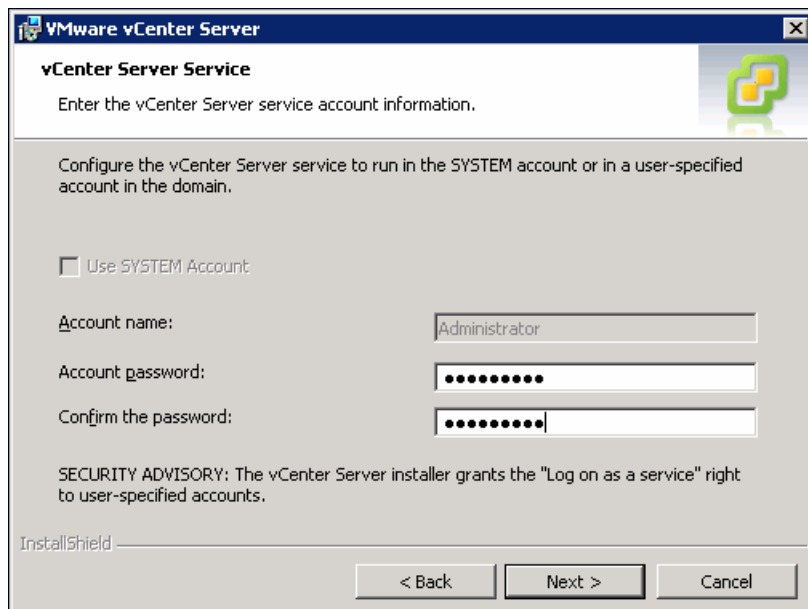 VMware vCenter Server
vCenter Server Service
Enter the vCenter Server service account information.
Configure the vCenter Server service to run in the SYSTEM account or in a user-specified
account in the domain.
Use SYSTEM Account
Account name:
Administrator
Account password:
●●●●●●●●●
Confirm the password:
●●●●●●●●●
SECURITY ADVISORY: The vCenter Server installer grants the "Log on as a service" right
to user-specified accounts.
InstallShield
< Back
Next >
Cancel